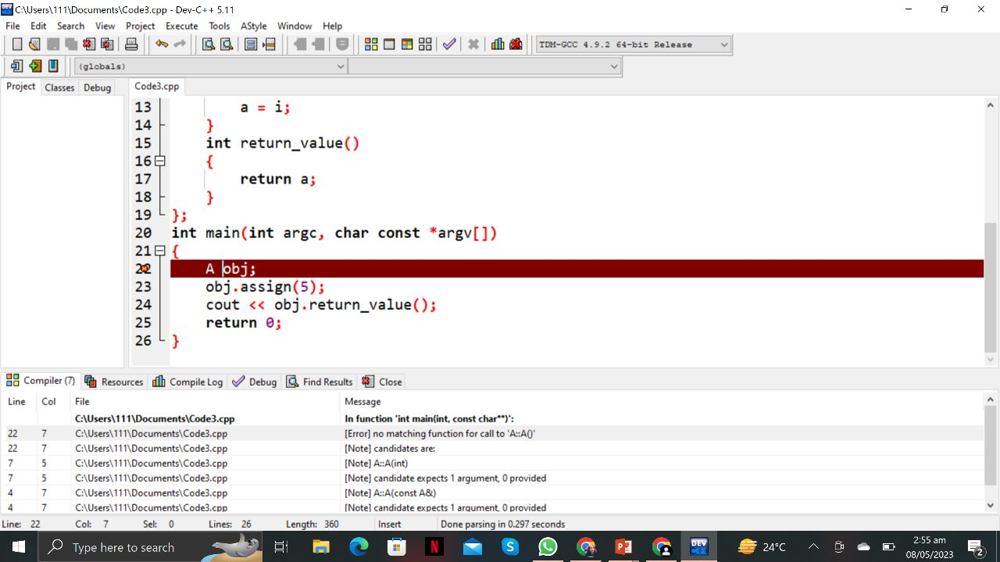 C:\Users\111\Documents\Code3.cpp - Dev-C++ 5.11
File Edit Search View Project Execute Tools AStyle Window Help
TDM-GCC 4.9.2 64-bit Release
(globals)
Project Classes Debug
Code3.cpp
13 a = i;
14 }
15 int return_value()
16 {
17 return a;
18 }
19 };
20 int main(int argc, char const *argv[])
21 {
22 A obj;
23 obj.assign(5);
24 cout << obj.return_value();
25 return 0;
26 }
Compiler (7) Resources Compile Log Debug Find Results Close
Line Col File Message
C:\Users\111\Documents\Code3.cpp In function 'int main(int, const char**)':
22 7 C:\Users\111\Documents\Code3.cpp [Error] no matching function for call to 'A::A()'
22 7 C:\Users\111\Documents\Code3.cpp [Note] candidates are:
7 5 C:\Users\111\Documents\Code3.cpp [Note] A::A(int)
7 5 C:\Users\111\Documents\Code3.cpp [Note] candidate expects 1 argument, 0 provided
4 7 C:\Users\111\Documents\Code3.cpp [Note] A::A(const A&)
4 7 C:\Users\111\Documents\Code3.cpp [Note] candidate expects 1 argument, 0 provided
Line: 22 Col: 7 Sel: 0 Lines: 26 Length: 360 Insert Done parsing in 0.297 seconds
Type here to search
24°C
2:55 am
08/05/2023
2